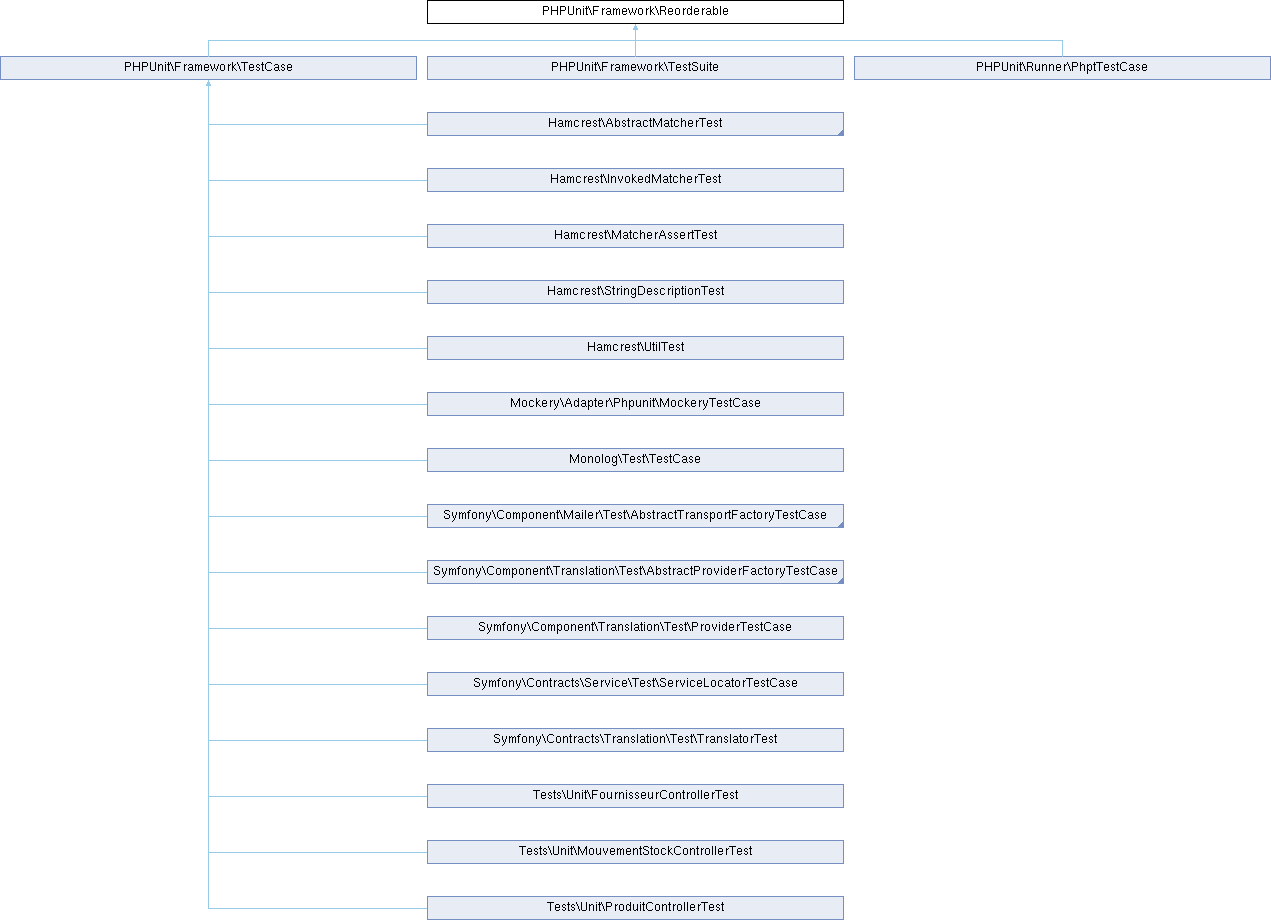 PHPUnit\Framework\Reorderable
PHPUnit\Framework\TestCase
PHPUnit\Framework\TestSuite
PHPUnit\Runner\PhptTestCase
Hamcrest\AbstractMatcherTest
Hamcrest\InvokedMatcherTest
Hamcrest\MatcherAssertTest
Hamcrest\StringDescriptionTest
Hamcrest\UtilTest
Mockery\Adapter\Phpunit\MockeryTestCase
Monolog\Test\TestCase
Symfony\Component\Mailer\Test\AbstractTransportFactoryTestCase
Symfony\Component\Translation\Test\AbstractProviderFactoryTestCase
Symfony\Component\Translation\Test\ProviderTestCase
Symfony\Contracts\Service\Test\ServiceLocatorTestCase
Symfony\Contracts\Translation\Test\TranslatorTest
Tests\Unit\FournisseurControllerTest
Tests\Unit\MouvementStockControllerTest
Tests\Unit\ProduitControllerTest